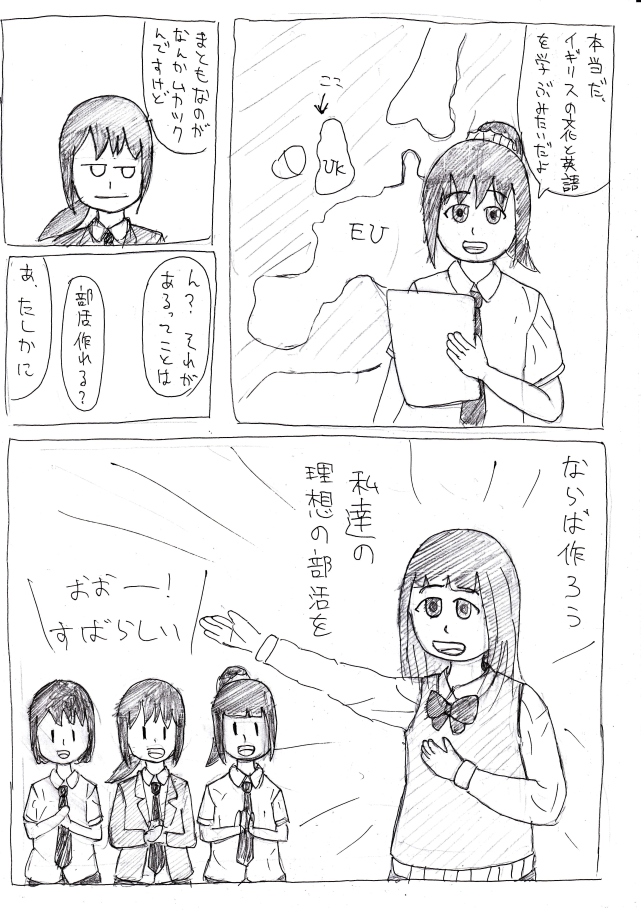 本当だ、
イギリスの文化と英語
を学ぶみたいだよ
ここ
UK
EU
まともなのが
なんかムカツク
んですけど
ん？それが
あるってことは
部活作れる？
あ、たしかに
ならば作ろう
私達の
理想の部活を
おおー！
すばらしい